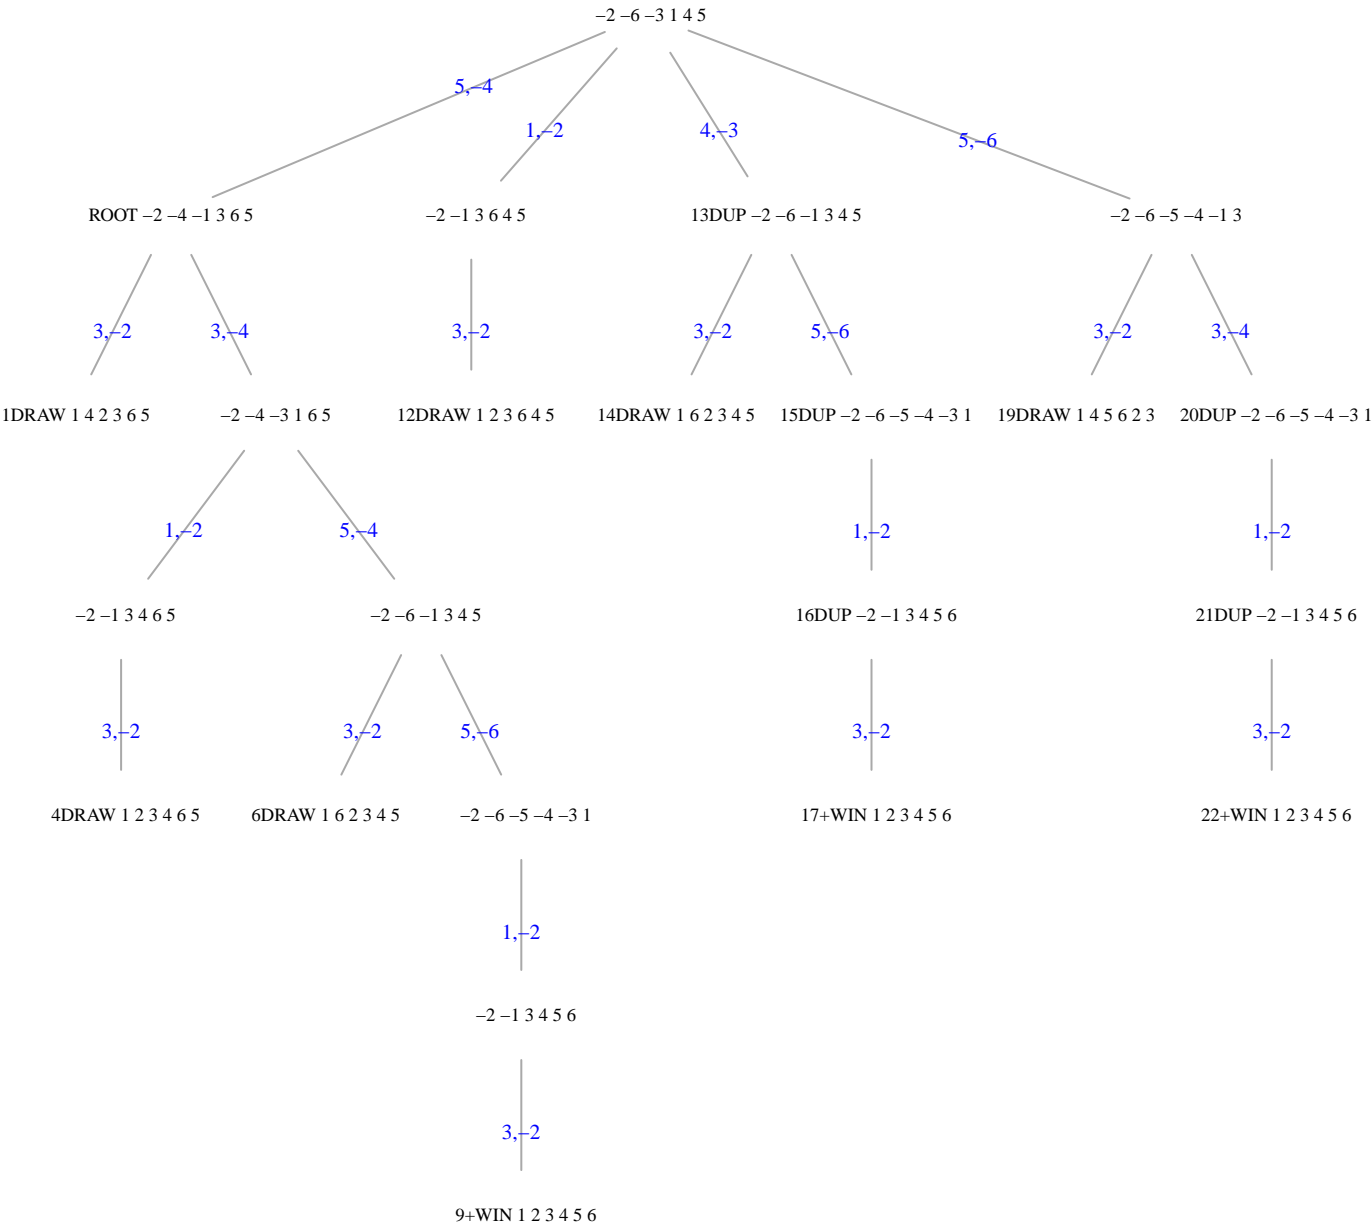 –2 –6 –3 1 4 5
5,–4
1,–2
4,–3
5,–6
ROOT –2 –4 –1 3 6 5
–2 –1 3 6 4 5
13DUP –2 –6 –1 3 4 5
–2 –6 –5 –4 –1 3
3,–2
3,–4
3,–2
3,–2
5,–6
3,–2
3,–4
1DRAW 1 4 2 3 6 5
–2 –4 –3 1 6 5
12DRAW 1 2 3 6 4 5
14DRAW 1 6 2 3 4 5
15DUP –2 –6 –5 –4 –3 1
19DRAW 1 4 5 6 2 3
20DUP –2 –6 –5 –4 –3 1
1,–2
5,–4
1,–2
1,–2
–2 –1 3 4 6 5
–2 –6 –1 3 4 5
16DUP –2 –1 3 4 5 6
21DUP –2 –1 3 4 5 6
3,–2
3,–2
5,–6
3,–2
3,–2
4DRAW 1 2 3 4 6 5
6DRAW 1 6 2 3 4 5
–2 –6 –5 –4 –3 1
17+WIN 1 2 3 4 5 6
22+WIN 1 2 3 4 5 6
1,–2
–2 –1 3 4 5 6
3,–2
9+WIN 1 2 3 4 5 6